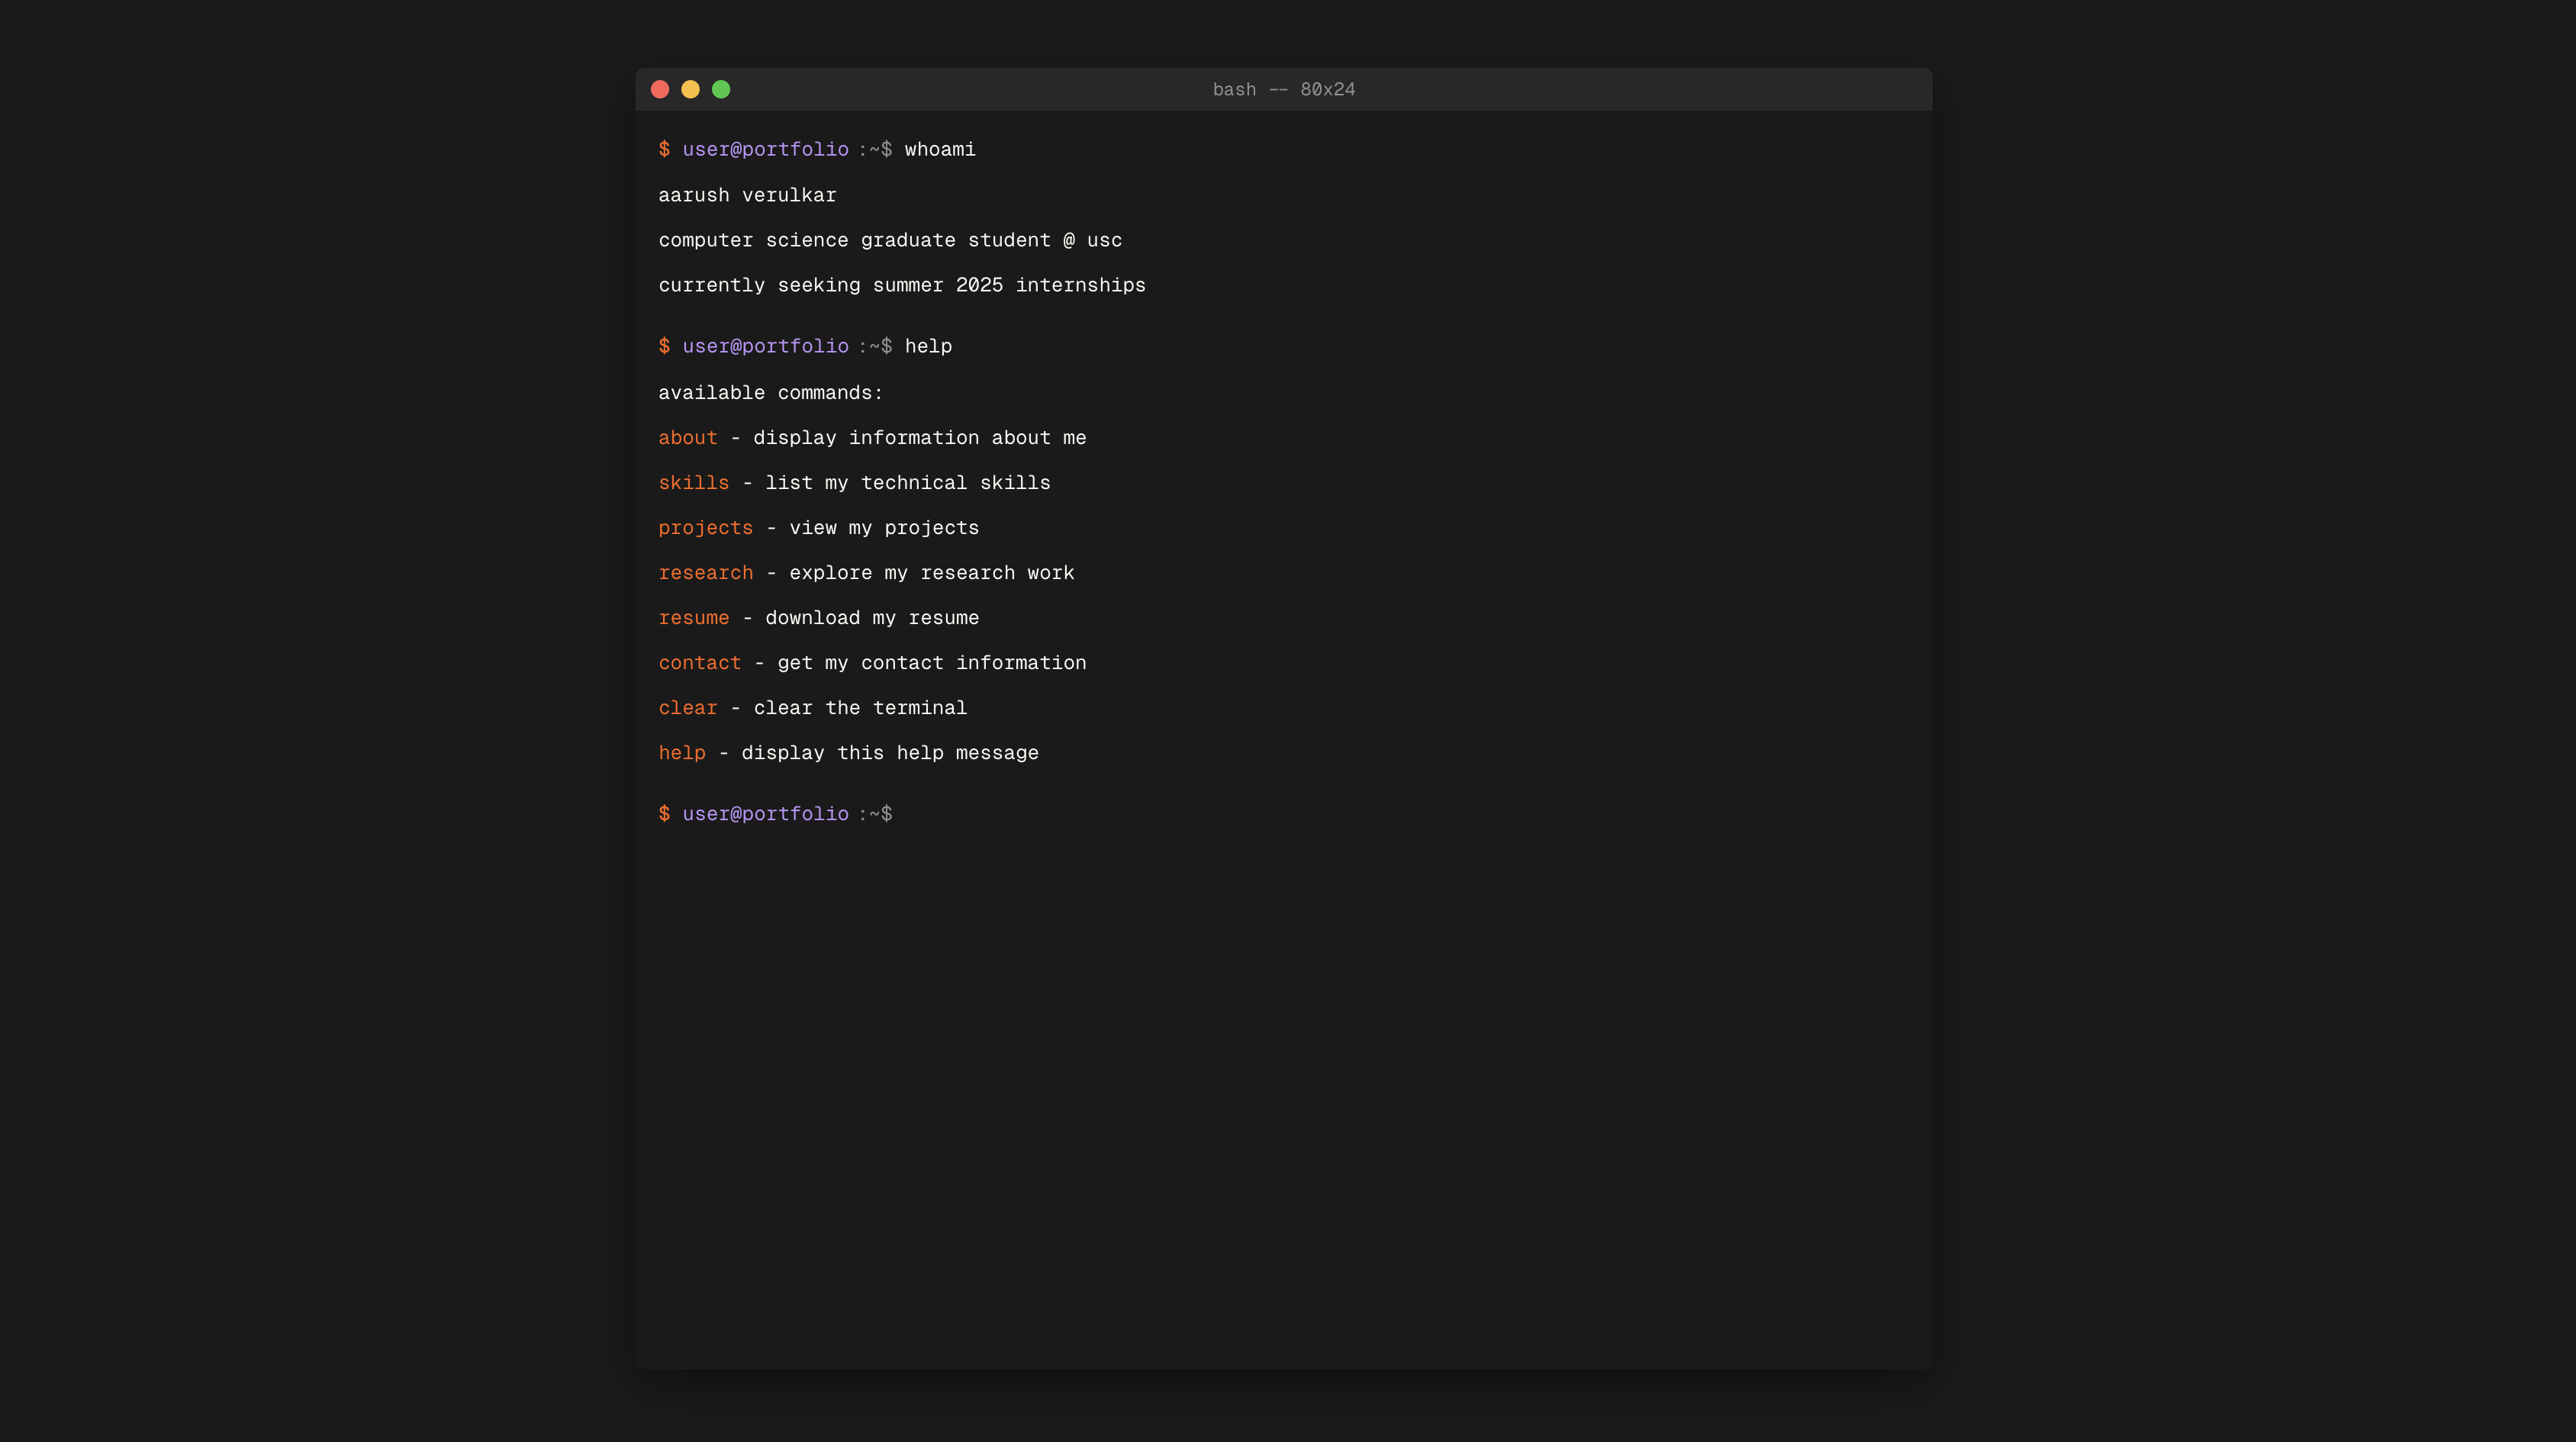 bash -- 80x24
$ user@portfolio :~$ whoami
aarush verulkar
computer science graduate student @ usc
currently seeking summer 2025 internships
$ user@portfolio :~$ help
available commands:
about - display information about me
skills - list my technical skills
projects - view my projects
research - explore my research work
resume - download my resume
contact - get my contact information
clear - clear the terminal
help - display this help message
$ user@portfolio :~$